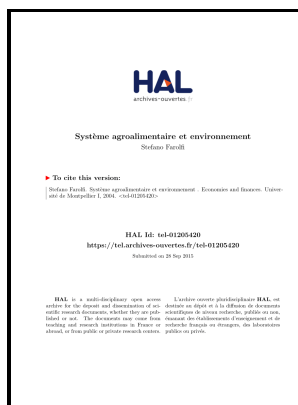 HAL
archives-ouvertes.fr
Système agroalimentaire et environnement
Stefano Farolfi
▶ To cite this version:
Stefano Farolfi. Système agroalimentaire et environnement . Economies and finances. Univer-
sité de Montpellier I, 2004. <tel-01205420>
HAL Id: tel-01205420
https://tel.archives-ouvertes.fr/tel-01205420
Submitted on 28 Sep 2015
HAL is a multi-disciplinary open access
archive for the deposit and dissemination of sci-
entific research documents, whether they are pub-
lished or not. The documents may come from
teaching and research institutions in France or
abroad, or from public or private research centers.
L'archive ouverte pluridisciplinaire HAL, est
destinée au dépôt et à la diffusion de documents
scientifiques de niveau recherche, publiés ou non,
émanant des établissements d'enseignement et de
recherche français ou étrangers, des laboratoires
publics ou privés.